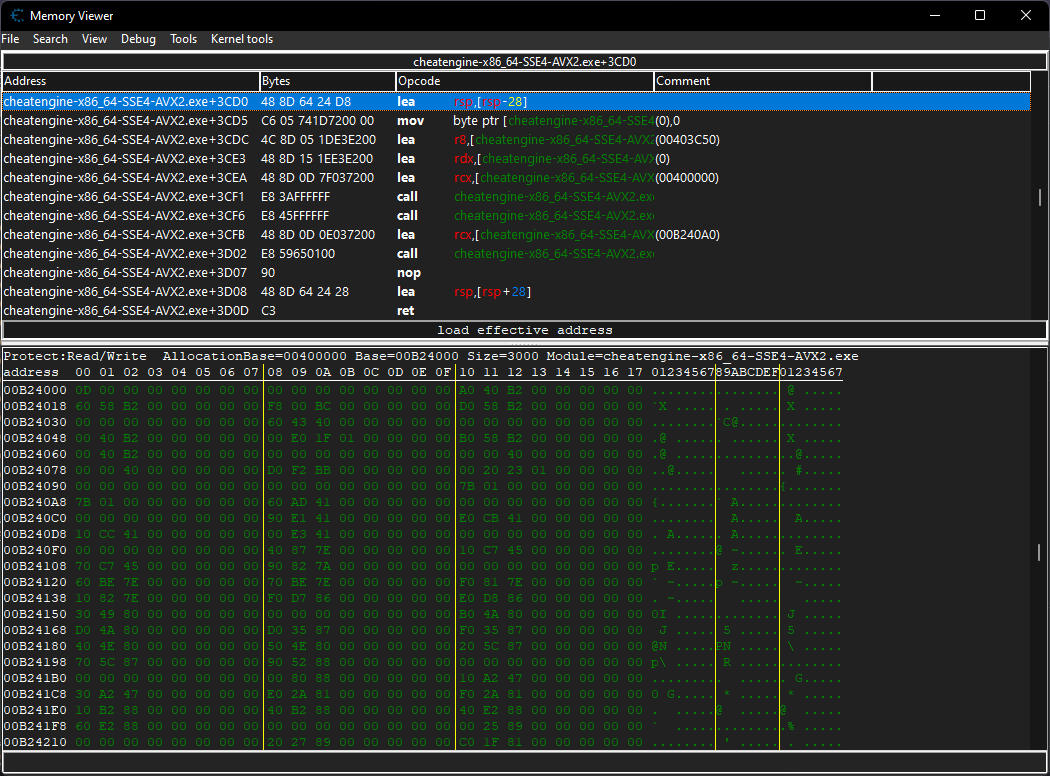 Memory Viewer
File Search View Debug Tools Kernel tools
cheatengine-x86_64-SSE4-AVX2.exe+3CD0
Address Bytes Opcode Comment
cheatengine-x86_64-SSE4-AVX2.exe+3CD0 48 8D 64 24 D8 lea rsp,[rsp-28]
cheatengine-x86_64-SSE4-AVX2.exe+3CD5 C6 05 741D7200 00 mov byte ptr [cheatengine-x86_64-SSE4 (0),0
cheatengine-x86_64-SSE4-AVX2.exe+3CDC 4C 8D 05 1DE3E200 lea r8,[cheatengine-x86_64-SSE4-AVX2 (00403C50)
cheatengine-x86_64-SSE4-AVX2.exe+3CE3 48 8D 15 1EE3E200 lea rdx,[cheatengine-x86_64-SSE4-AVX (0)
cheatengine-x86_64-SSE4-AVX2.exe+3CEA 48 8D 0D 7F037200 lea rcx,[cheatengine-x86_64-SSE4-AVX (00400000)
cheatengine-x86_64-SSE4-AVX2.exe+3CF1 E8 3AFFFFFF call cheatengine-x86_64-SSE4-AVX2.exe
cheatengine-x86_64-SSE4-AVX2.exe+3CF6 E8 45FFFFFF call cheatengine-x86_64-SSE4-AVX2.exe
cheatengine-x86_64-SSE4-AVX2.exe+3CFB 48 8D 0D 0E037200 lea rcx,[cheatengine-x86_64-SSE4-AVX (00B240A0)
cheatengine-x86_64-SSE4-AVX2.exe+3D02 E8 59650100 call cheatengine-x86_64-SSE4-AVX2.exe
cheatengine-x86_64-SSE4-AVX2.exe+3D07 90 nop
cheatengine-x86_64-SSE4-AVX2.exe+3D08 48 8D 64 24 28 lea rsp,[rsp+28]
cheatengine-x86_64-SSE4-AVX2.exe+3D0D C3 ret
load effective address
Protect:Read/Write AllocationBase=00400000 Base=00B24000 Size=3000 Module=cheatengine-x86_64-SSE4-AVX2.exe
address 00 01 02 03 04 05 06 07 08 09 0A 0B 0C 0D 0E 0F 10 11 12 13 14 15 16 17 0123456789ABCDEF01234567
00B24000 0D 00 00 00 00 00 00 00 00 00 00 00 00 00 00 00 A0 40 B2 00 00 00 00 00
00B24018 60 58 B2 00 00 00 00 00 F8 00 BC 00 00 00 00 00 D0 58 B2 00 00 00 00 00
00B24030 00 00 00 00 00 00 00 00 60 43 40 00 00 00 00 00 00 00 00 00 00 00 00 00
00B24048 00 40 B2 00 00 00 00 00 00 E0 1F 01 00 00 00 00 B0 58 B2 00 00 00 00 00
00B24060 00 40 B2 00 00 00 00 00 00 00 00 00 00 00 00 00 00 00 40 00 00 00 00 00
00B24078 00 00 40 00 00 00 00 00 D0 F2 BB 00 00 00 00 00 00 20 23 01 00 00 00 00
00B24090 00 00 00 00 00 00 00 00 00 00 00 00 00 00 00 00 7B 01 00 00 00 00 00 00
00B240A8 7B 01 00 00 00 00 00 00 60 AD 41 00 00 00 00 00 00 00 00 00 00 00 00 00
00B240C0 00 00 00 00 00 00 00 00 90 E1 41 00 00 00 00 00 E0 CB 41 00 00 00 00 00
00B240D8 10 CC 41 00 00 00 00 00 00 E3 41 00 00 00 00 00 00 00 00 00 00 00 00 00
00B240F0 00 00 00 00 00 00 00 00 40 87 7E 00 00 00 00 00 10 C7 45 00 00 00 00 00
00B24108 70 C7 45 00 00 00 00 00 90 82 7A 00 00 00 00 00 00 00 00 00 00 00 00 00
00B24120 60 BE 7E 00 00 00 00 00 70 BE 7E 00 00 00 00 00 F0 81 7E 00 00 00 00 00
00B24138 10 82 7E 00 00 00 00 00 F0 D7 86 00 00 00 00 00 E0 D8 86 00 00 00 00 00
00B24150 30 49 80 00 00 00 00 00 00 00 00 00 00 00 00 00 B0 4A 80 00 00 00 00 00
00B24168 D0 4A 80 00 00 00 00 00 D0 35 87 00 00 00 00 00 F0 35 87 00 00 00 00 00
00B24180 40 4E 80 00 00 00 00 00 50 4E 80 00 00 00 00 00 20 5C 87 00 00 00 00 00
00B24198 70 5C 87 00 00 00 00 00 90 52 88 00 00 00 00 00 00 00 00 00 00 00 00 00
00B241B0 00 00 00 00 00 00 00 00 00 80 88 00 00 00 00 00 10 A2 47 00 00 00 00 00
00B241C8 30 A2 47 00 00 00 00 00 E0 2A 81 00 00 00 00 00 F0 2A 81 00 00 00 00 00
00B241E0 10 B2 88 00 00 00 00 00 40 B2 88 00 00 00 00 00 40 E2 88 00 00 00 00 00
00B241F8 60 E2 88 00 00 00 00 00 00 00 00 00 00 00 00 00 00 25 89 00 00 00 00 00
00B24210 00 00 00 00 00 00 00 00 20 27 89 00 00 00 00 00 C0 1F 81 00 00 00 00 00